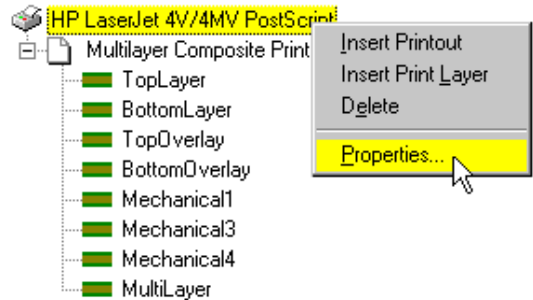 HP LaserJet 4V/4MV PostScript
Multilayer Composite Print
TopLayer
BottomLayer
TopOverlay
BottomOverlay
Mechanical1
Mechanical3
Mechanical4
MultiLayer
Insert Printout
Insert Print Layer
Delete
Properties...